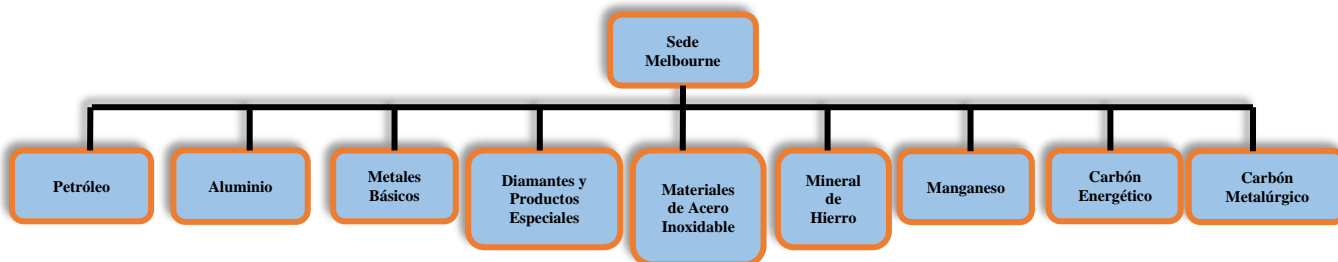 Sede
Melbourne
Petróleo
Aluminio
Metales
Básicos
Diamantes y
Productos
Especiales
Materiales
de Acero
Inoxidable
Mineral
de
Hierro
Manganeso
Carbón
Energético
Carbón
Metalúrgico